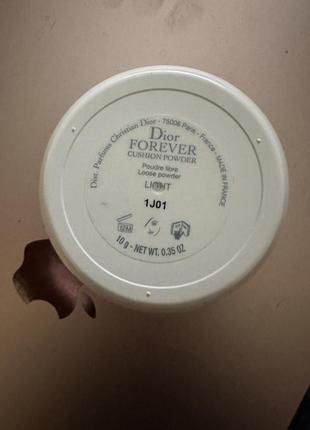 Dist. Parfums Christian Dior - 75008 Paris - France - MADE IN FRANCE
Dior
FOREVER
CUSHION POWDER
Poudre libre
Loose powder
LIGHT
1J01
12M
10 g - NET WT. 0.35 OZ